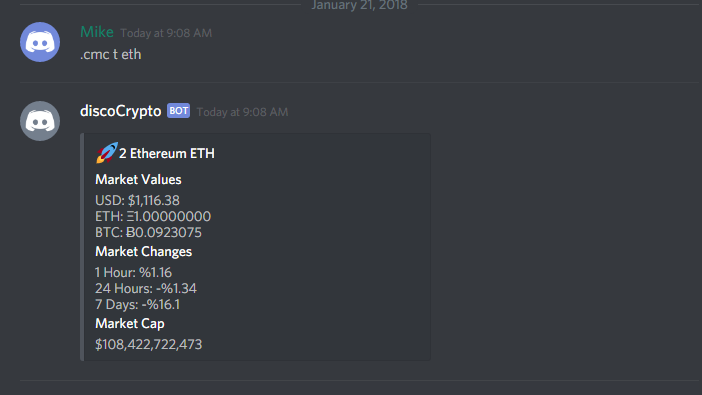 January 21, 2018
Mike Today at 9:08 AM
.cmc t eth
discoCrypto BOT Today at 9:08 AM
2 Ethereum ETH
Market Values
USD: $1,116.38
ETH: Ξ1.00000000
BTC: Ƀ0.0923075
Market Changes
1 Hour: %1.16
24 Hours: -%1.34
7 Days: -%16.1
Market Cap
$108,422,722,473